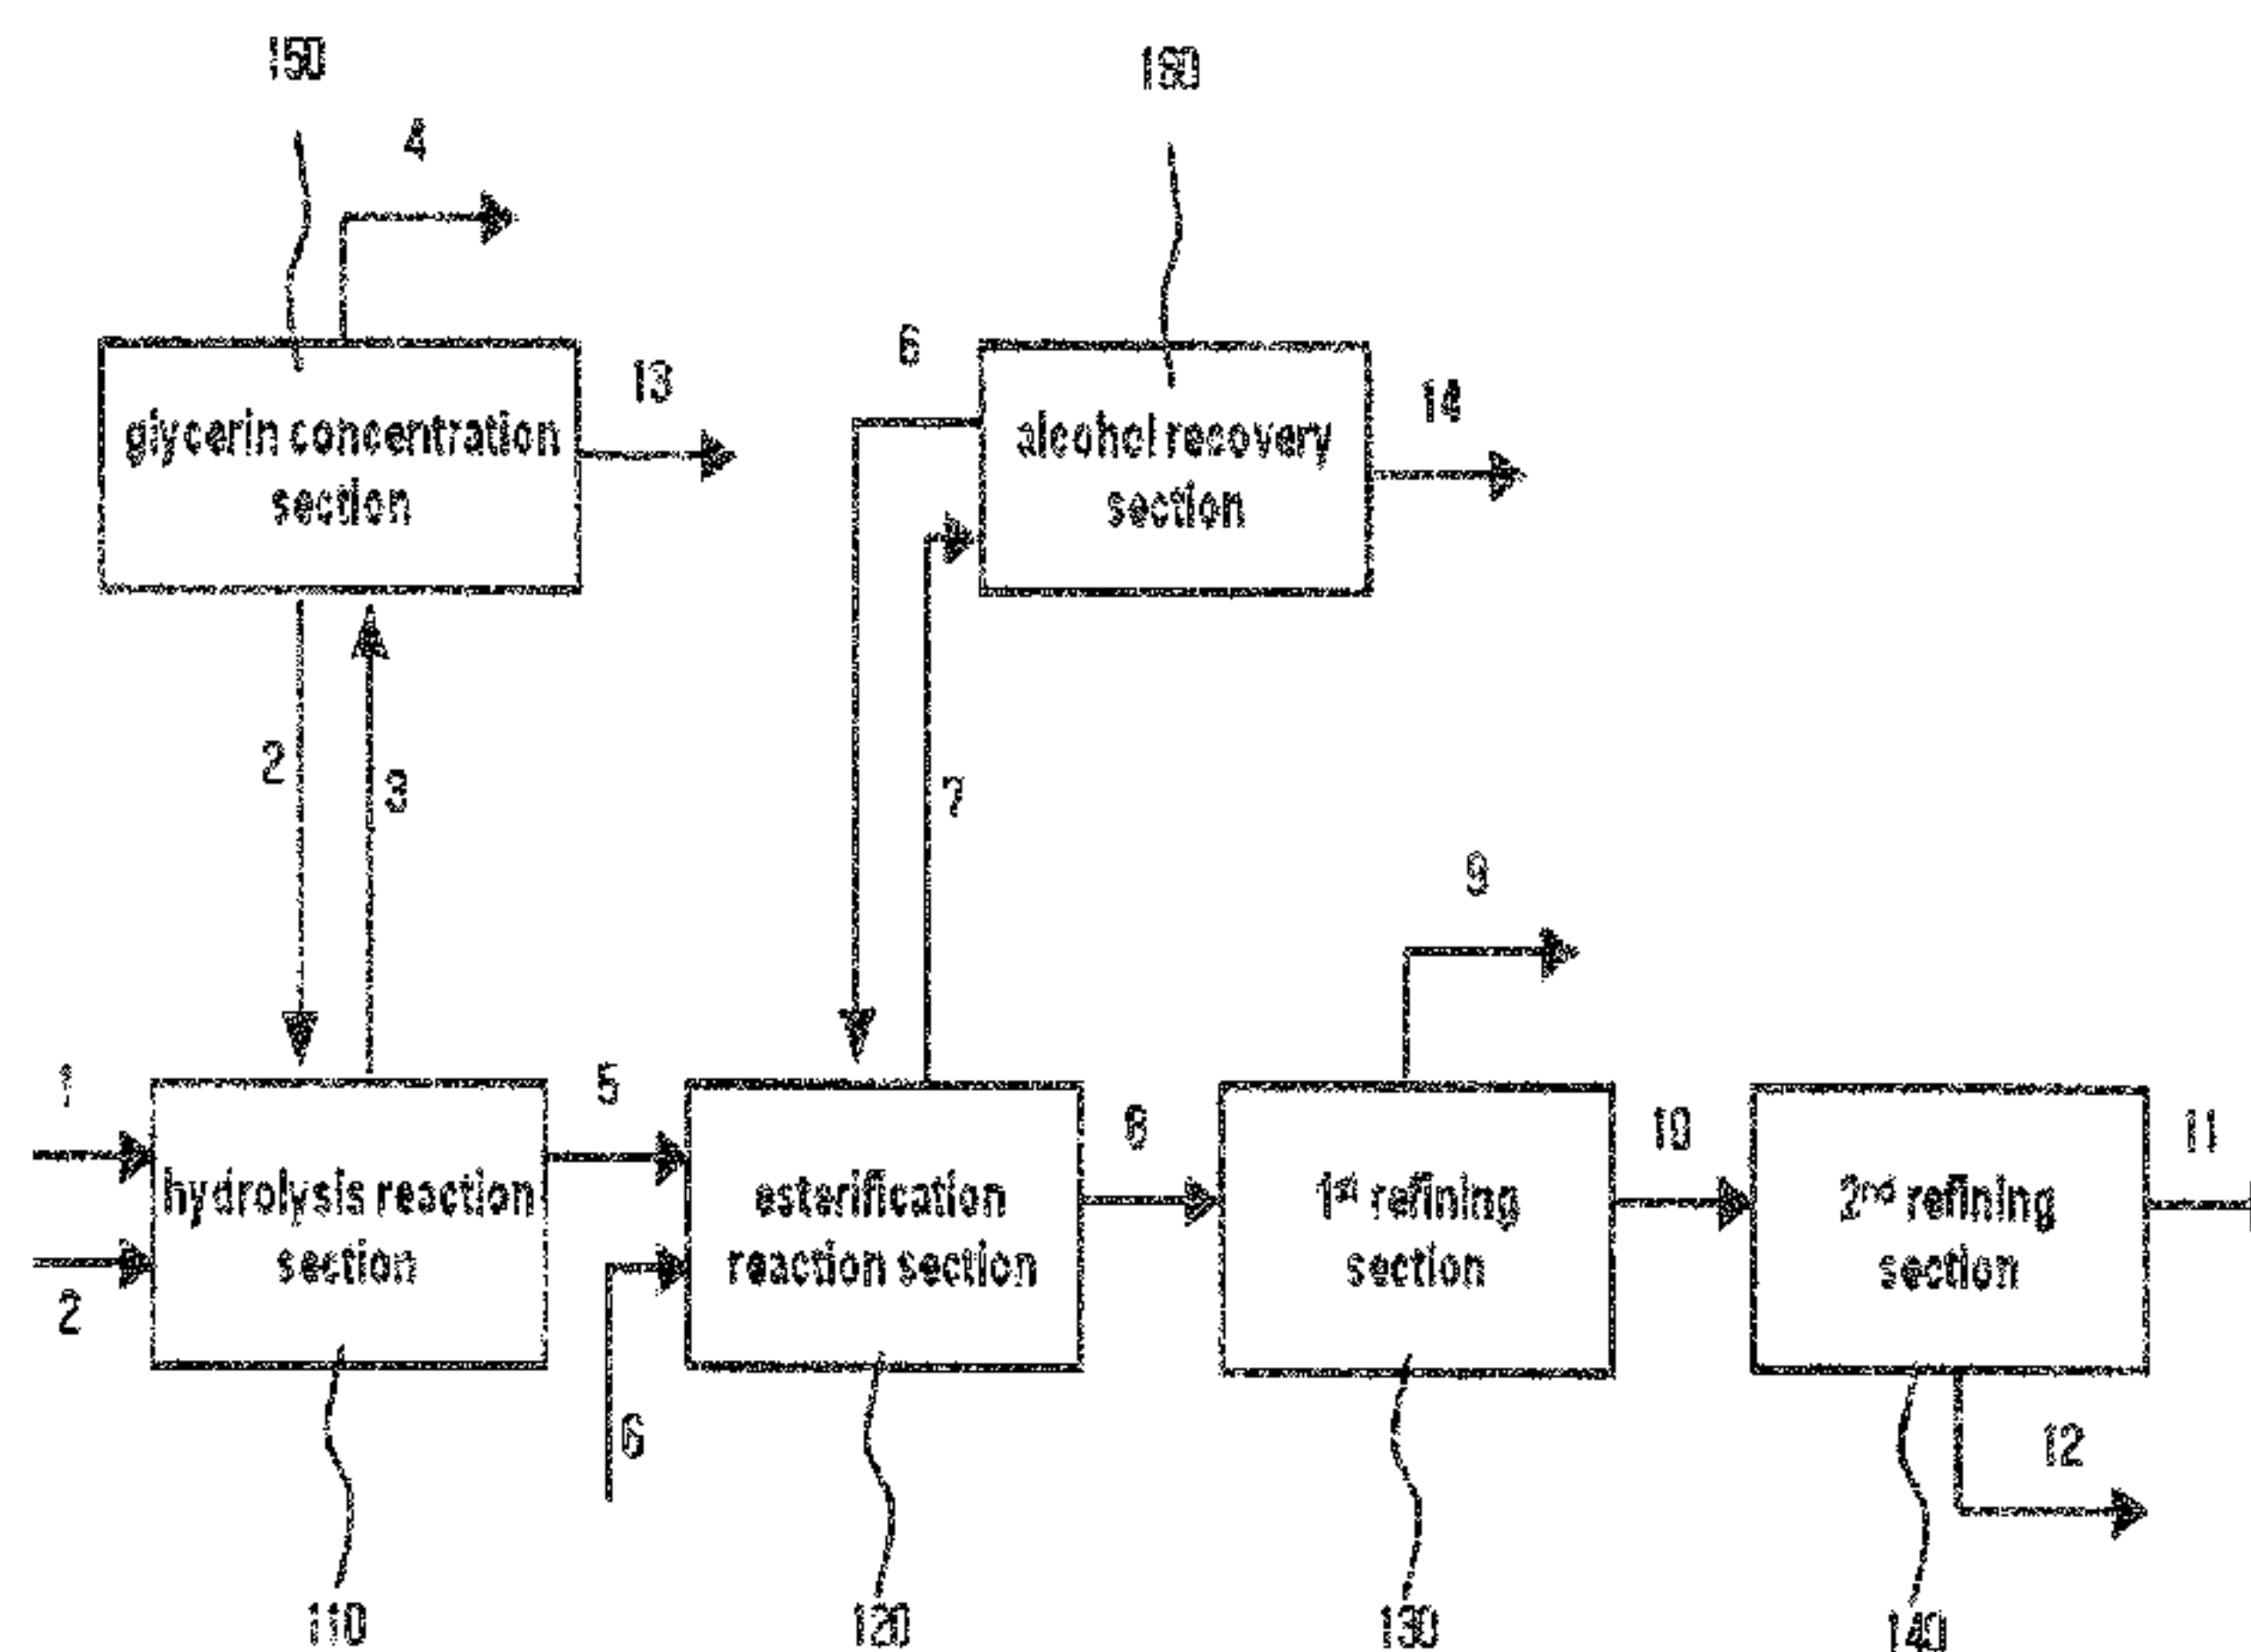 150
4
13
glycerin concentration
section
6
14
alcohol recovery
section
2
7
9
1
5
8
10
11
hydrolysis reaction
section
esterification
reaction section
1st refining
section
2nd refining
section
2
6
12
110
120
130
140